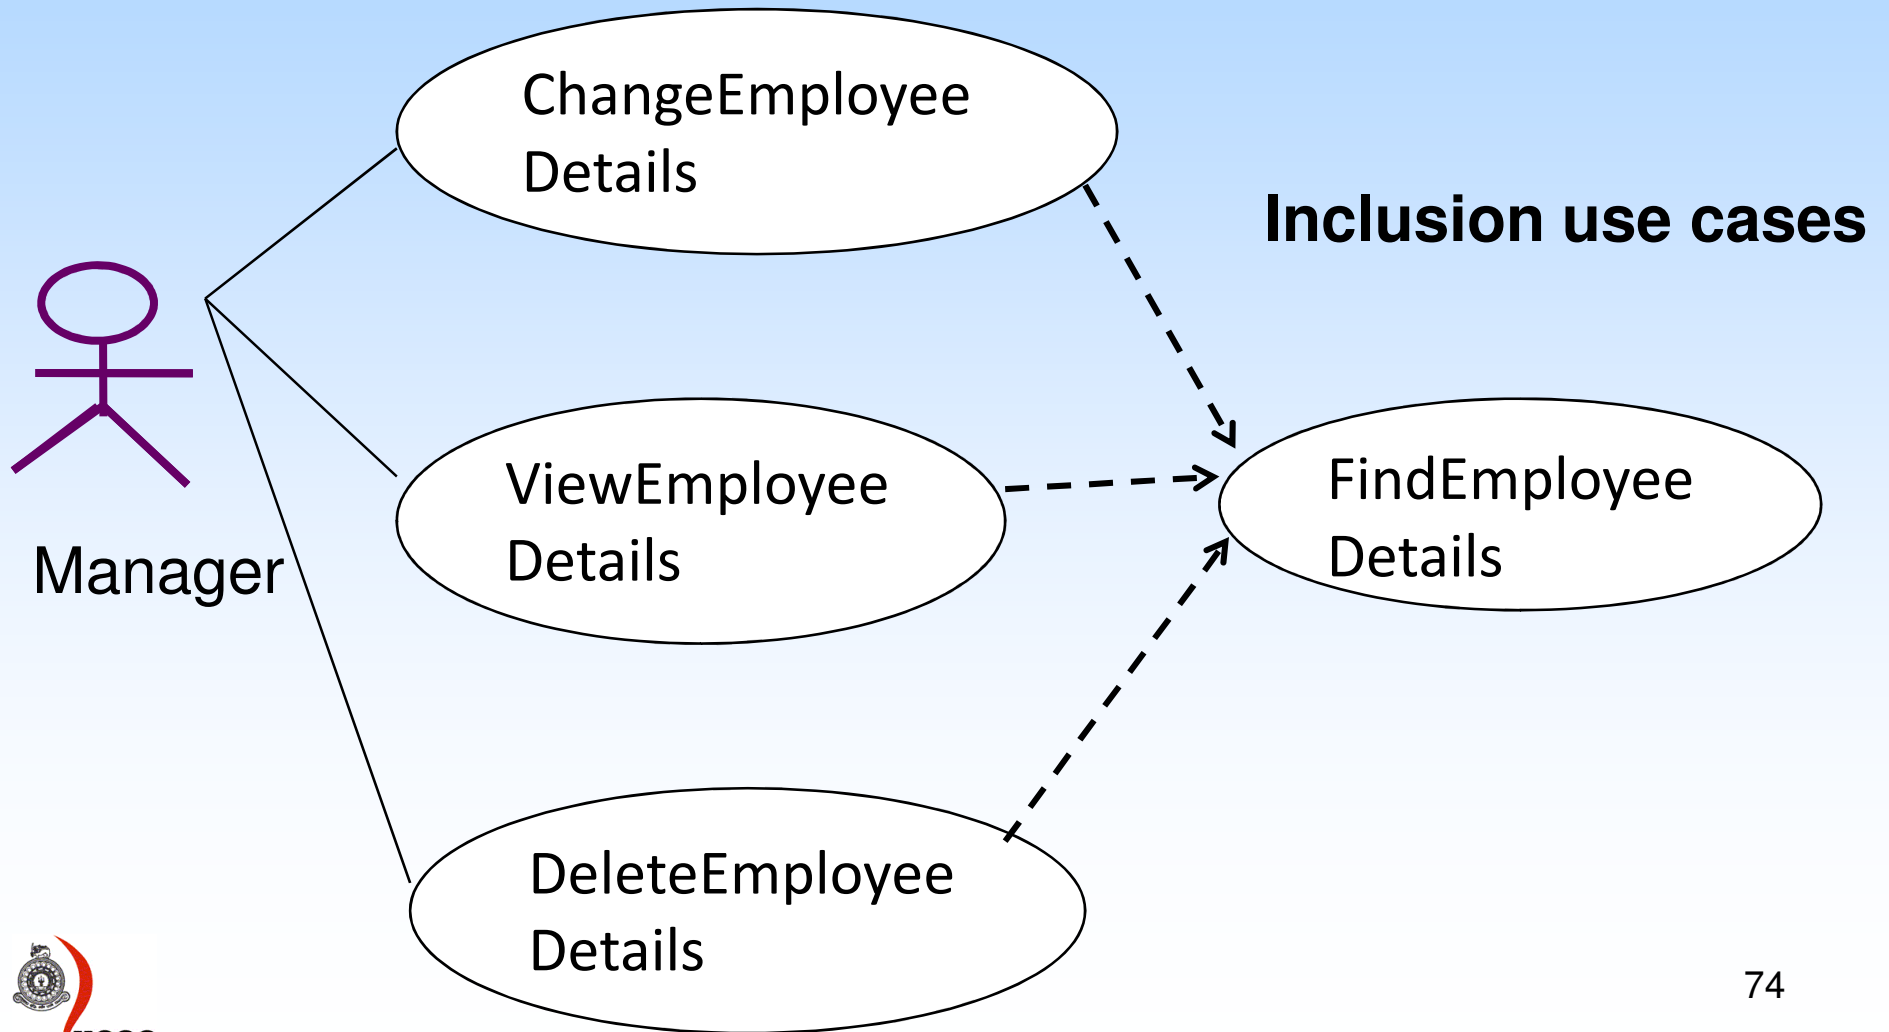 ChangeEmployee
Details
Inclusion use cases
Manager
ViewEmployee
Details
FindEmployee
Details
DeleteEmployee
Details
74